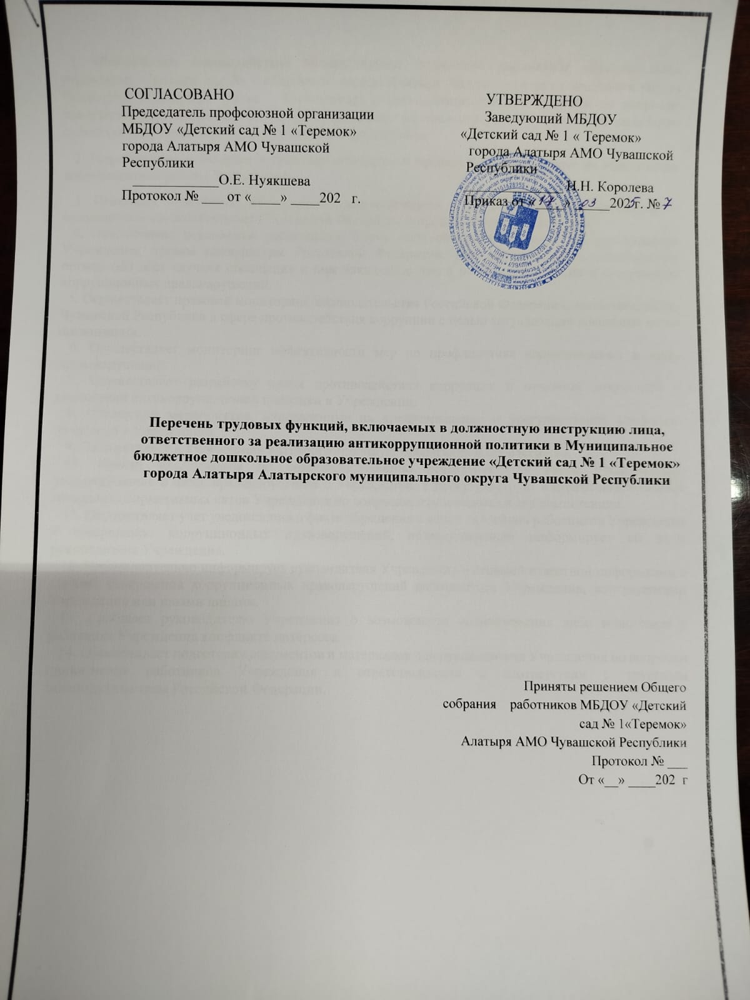 СОГЛАСОВАНО
Председатель профсоюзной организации
МБДОУ «Детский сад № 1 «Теремок»
города Алатыря АМО Чувашской
Республики
____________О.Е. Нуякшева
Протокол № ___ от «____» ____202 г.
УТВЕРЖДЕНО
Заведующий МБДОУ
«Детский сад № 1 « Теремок»
города Алатыря АМО Чувашской
Республики
Н.Н. Королева
Приказ от «17» 03 2025г. № 7
Перечень трудовых функций, включаемых в должностную инструкцию лица,
ответственного за реализацию антикоррупционной политики в Муниципальное
бюджетное дошкольное образовательное учреждение «Детский сад № 1 «Теремок»
города Алатыря Алатырского муниципального округа Чувашской Республики
Приняты решением Общего
собрания работников МБДОУ «Детский
сад № 1«Теремок»
Алатыря АМО Чувашской Республики
Протокол № ___
От «__» ____202 г